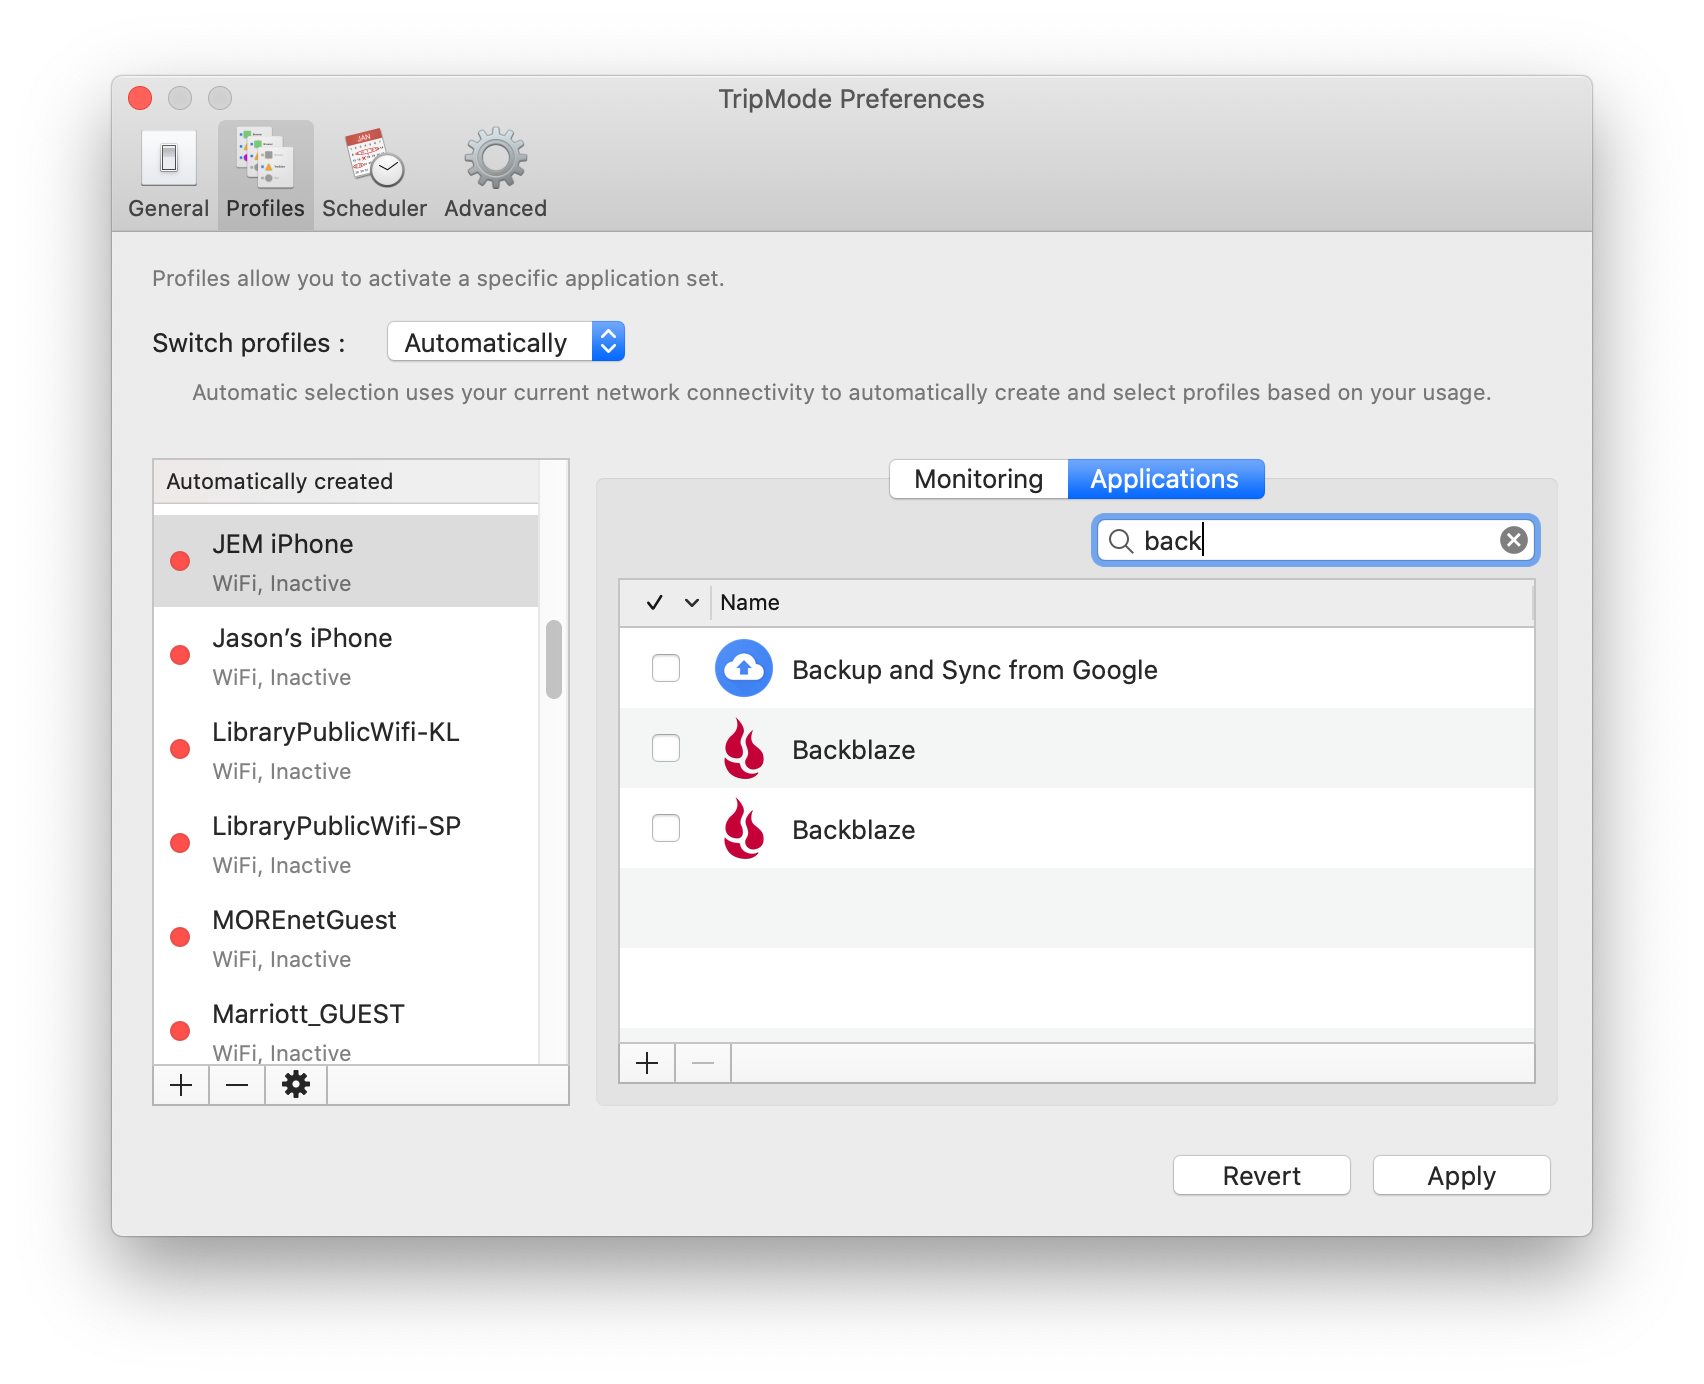 TripMode Preferences
General
Profiles
Scheduler
Advanced
Profiles allow you to activate a specific application set.
Switch profiles :
Automatically
Automatic selection uses your current network connectivity to automatically create and select profiles based on your usage.
Automatically created
JEM iPhone
WiFi, Inactive
Jason’s iPhone
WiFi, Inactive
LibraryPublicWifi-KL
WiFi, Inactive
LibraryPublicWifi-SP
WiFi, Inactive
MOREnetGuest
WiFi, Inactive
Marriott_GUEST
WiFi, Inactive
Monitoring
Applications
back
Name
Backup and Sync from Google
Backblaze
Backblaze
Revert
Apply
JAN